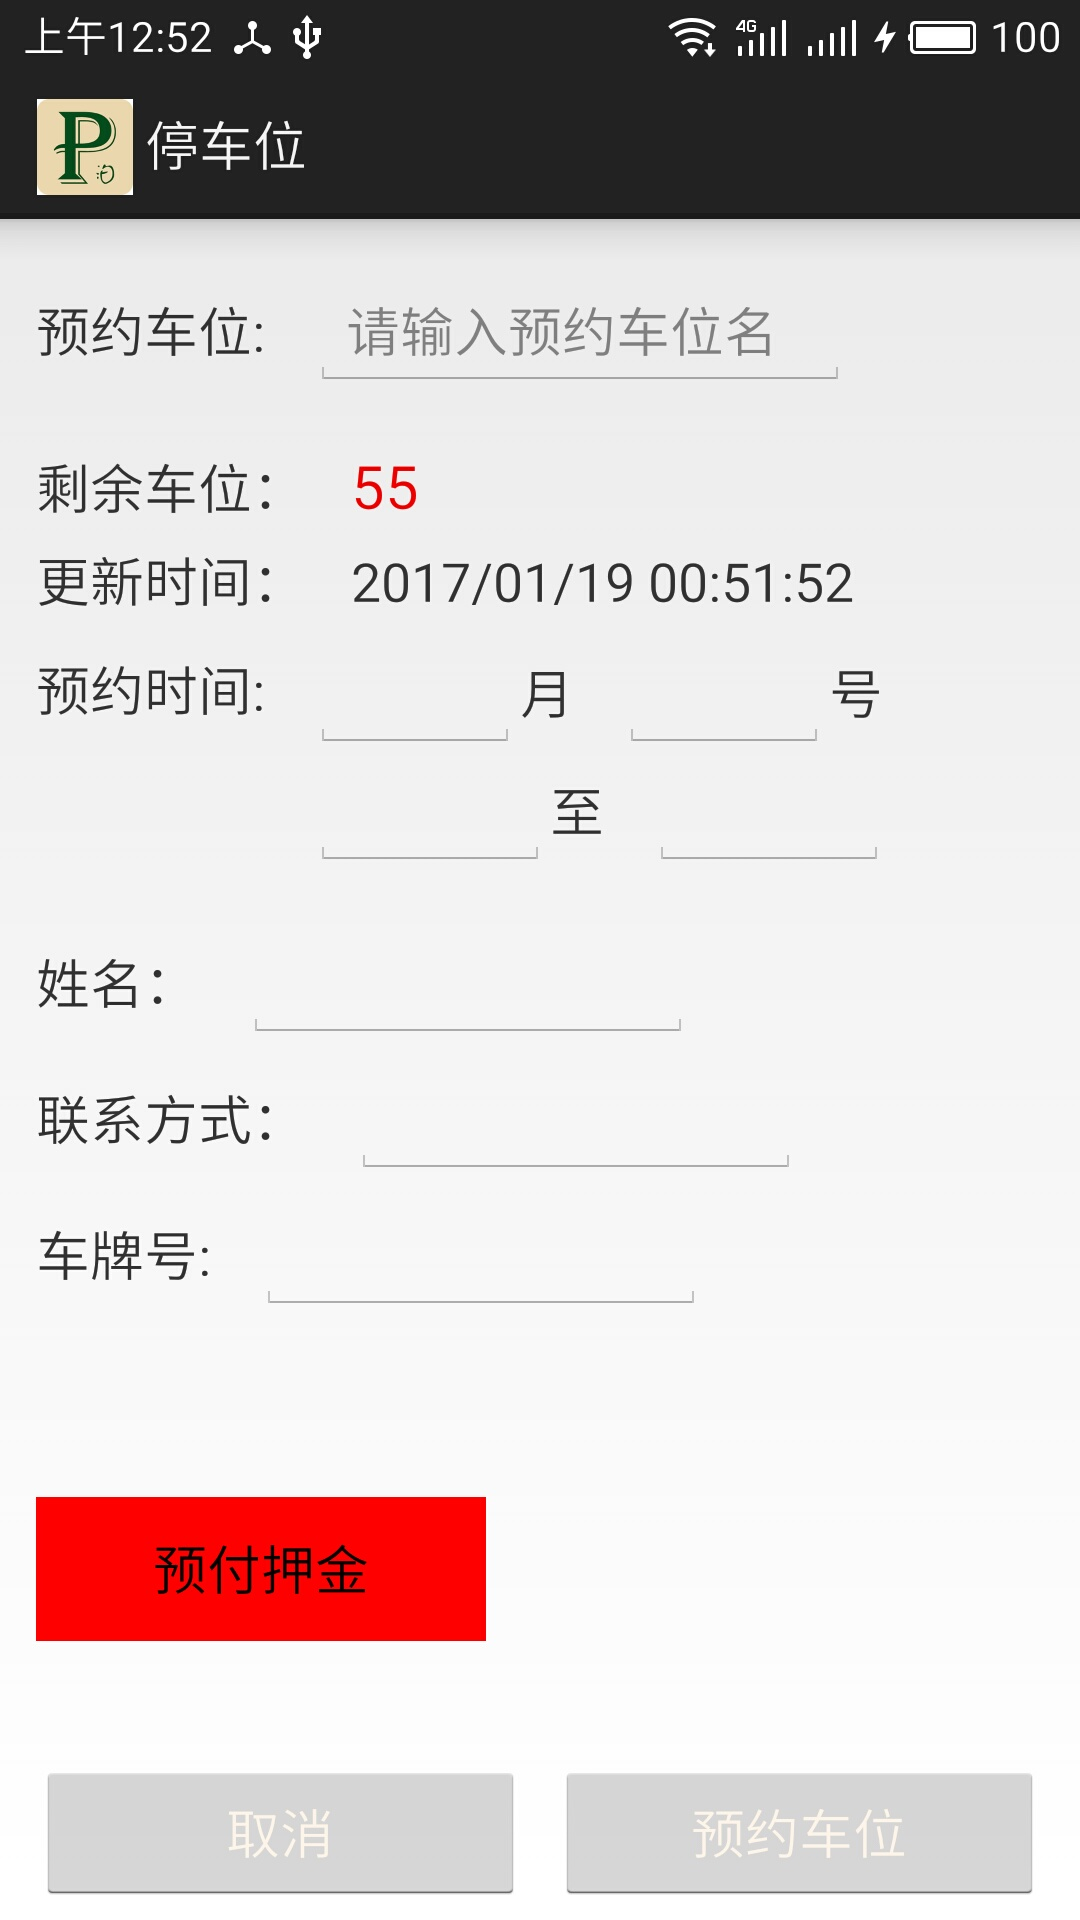 上午12:52 4G 100
P 泊 停车位
预约车位: 请输入预约车位名
剩余车位： 55
更新时间： 2017/01/19 00:51:52
预约时间: 月 号
至
姓名：
联系方式：
车牌号:
预付押金
取消 预约车位